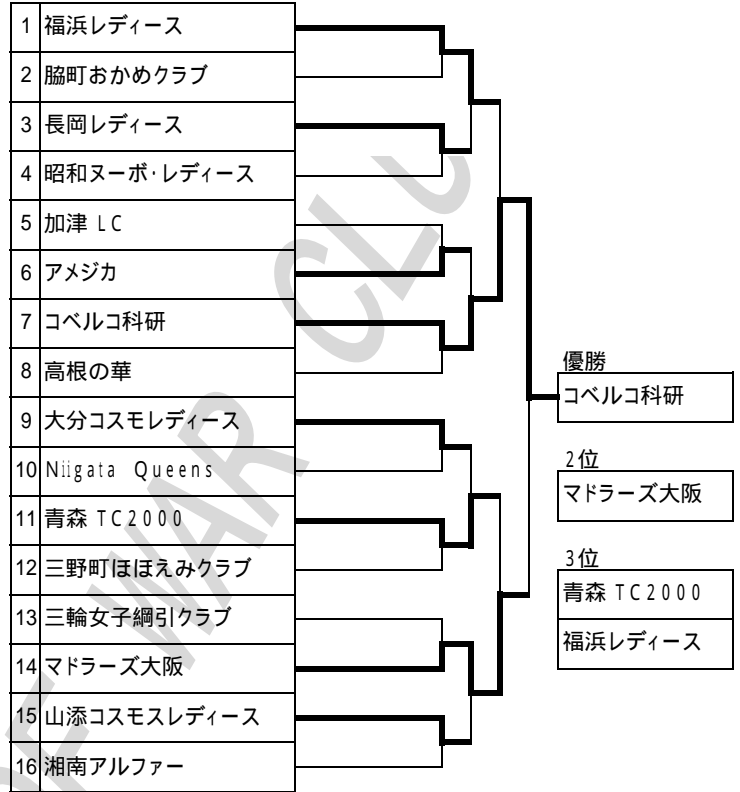 1 福浜レディース
2 脇町おかめクラブ
3 長岡レディース
4 昭和ヌーボ・レディース
5 加津 LC
6 アメジカ
7 コベルコ科研
8 高根の華
9 大分コスモレディース
10 Niigata Queens
11 青森 TC2000
12 三野町ほほえみクラブ
13 三輪女子綱引クラブ
14 マドラーズ大阪
15 山添コスモスレディース
16 湘南アルファー
優勝
コベルコ科研
2位
マドラーズ大阪
3位
青森 TC2000
福浜レディース
OF WAR CLU